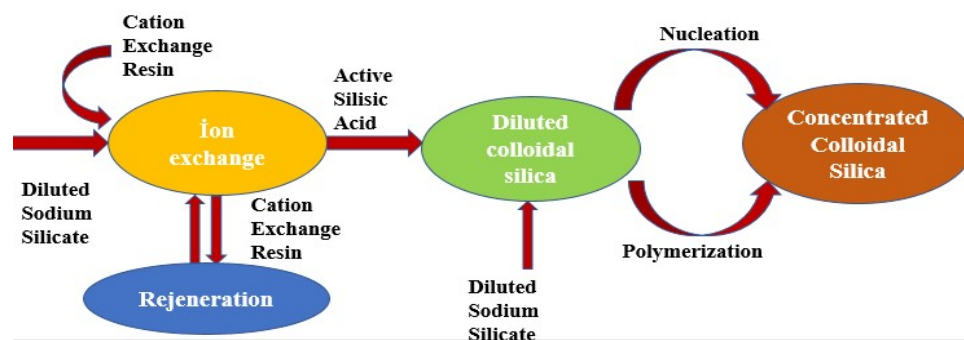 Cation
Exchange
Resin
Nucleation
Active
Silisic
Acid
İon
exchange
Diluted
colloidal
silica
Concentrated
Colloidal
Silica
Diluted
Sodium
Silicate
Cation
Exchange
Resin
Polymerization
Rejeneration
Diluted
Sodium
Silicate